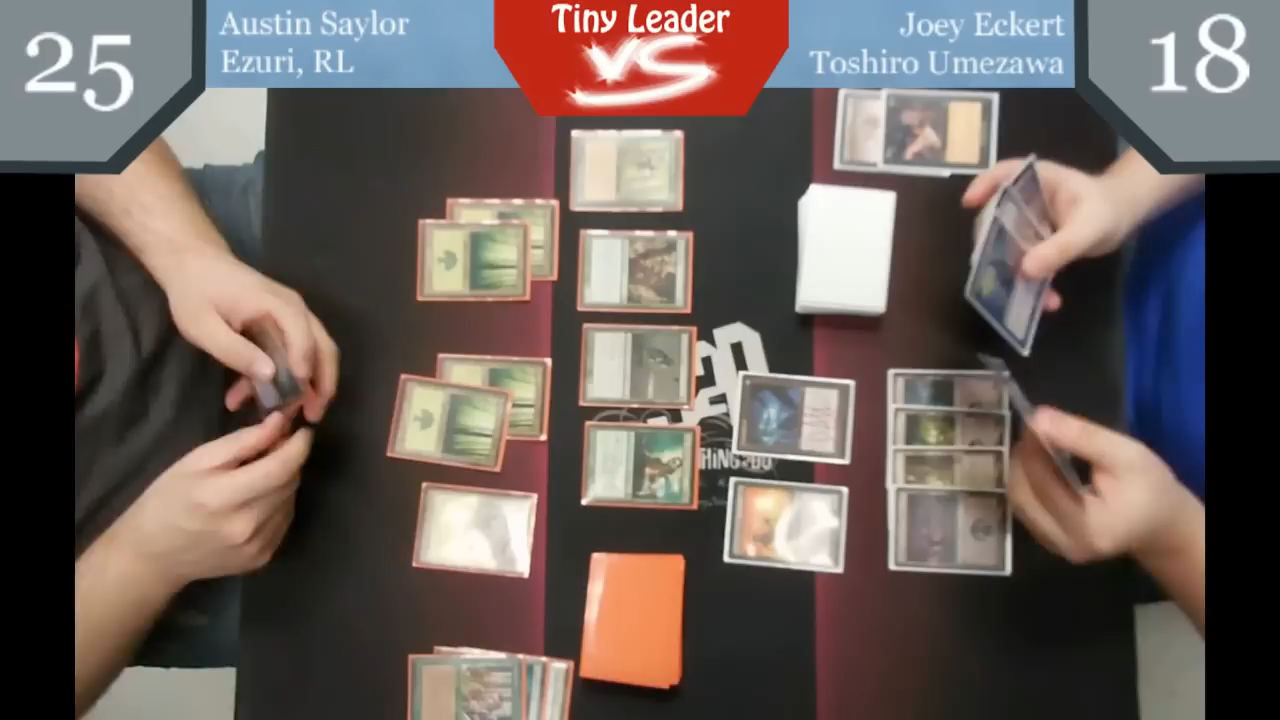 25
Austin Saylor
Ezuri, RL
Tiny Leader
VS
Joey Eckert
Toshiro Umezawa
18